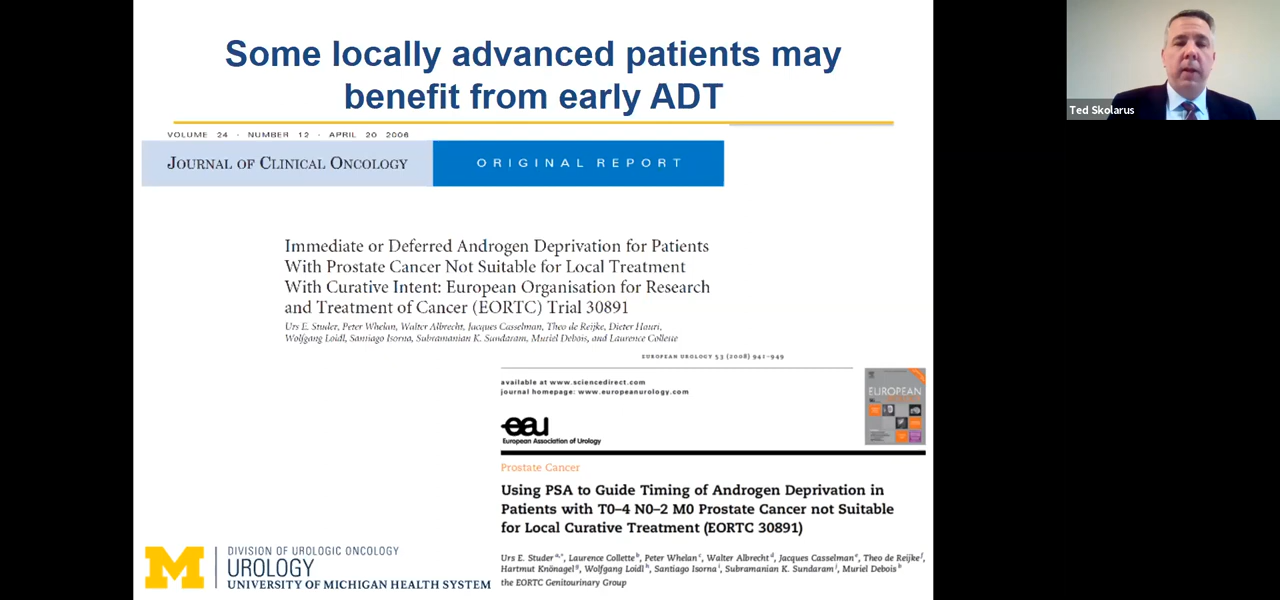 Some locally advanced patients may
benefit from early ADT
VOLUME 24 · NUMBER 12 · APRIL 20 2006
JOURNAL OF CLINICAL ONCOLOGY
ORIGINAL REPORT
Immediate or Deferred Androgen Deprivation for Patients
With Prostate Cancer Not Suitable for Local Treatment
With Curative Intent: European Organisation for Research
and Treatment of Cancer (EORTC) Trial 30891
Urs E. Studer, Peter Whelan, Walter Albrecht, Jacques Casselman, Theo de Reijke, Dieter Hauri,
Wolfgang Loidl, Santiago Isorna, Subramanian K. Sundaram, Muriel Debois, and Laurence Collette
EUROPEAN UROLOGY 53 (2008) 941–949
available at www.sciencedirect.com
journal homepage: www.europeanurology.com
EUROPEAN
eau
European Association of Urology
Prostate Cancer
Using PSA to Guide Timing of Androgen Deprivation in
Patients with T0–4 N0–2 M0 Prostate Cancer not Suitable
for Local Curative Treatment (EORTC 30891)
Urs E. Studer a,*, Laurence Collette b, Peter Whelan c, Walter Albrecht d, Jacques Casselman e, Theo de Reijke f,
Hartmut Knönagel g, Wolfgang Loidl h, Santiago Isorna i, Subramanian K. Sundaram j, Muriel Debois b
the EORTC Genitourinary Group
M
DIVISION OF UROLOGIC ONCOLOGY
UROLOGY
UNIVERSITY OF MICHIGAN HEALTH SYSTEM
Ted Skolarus